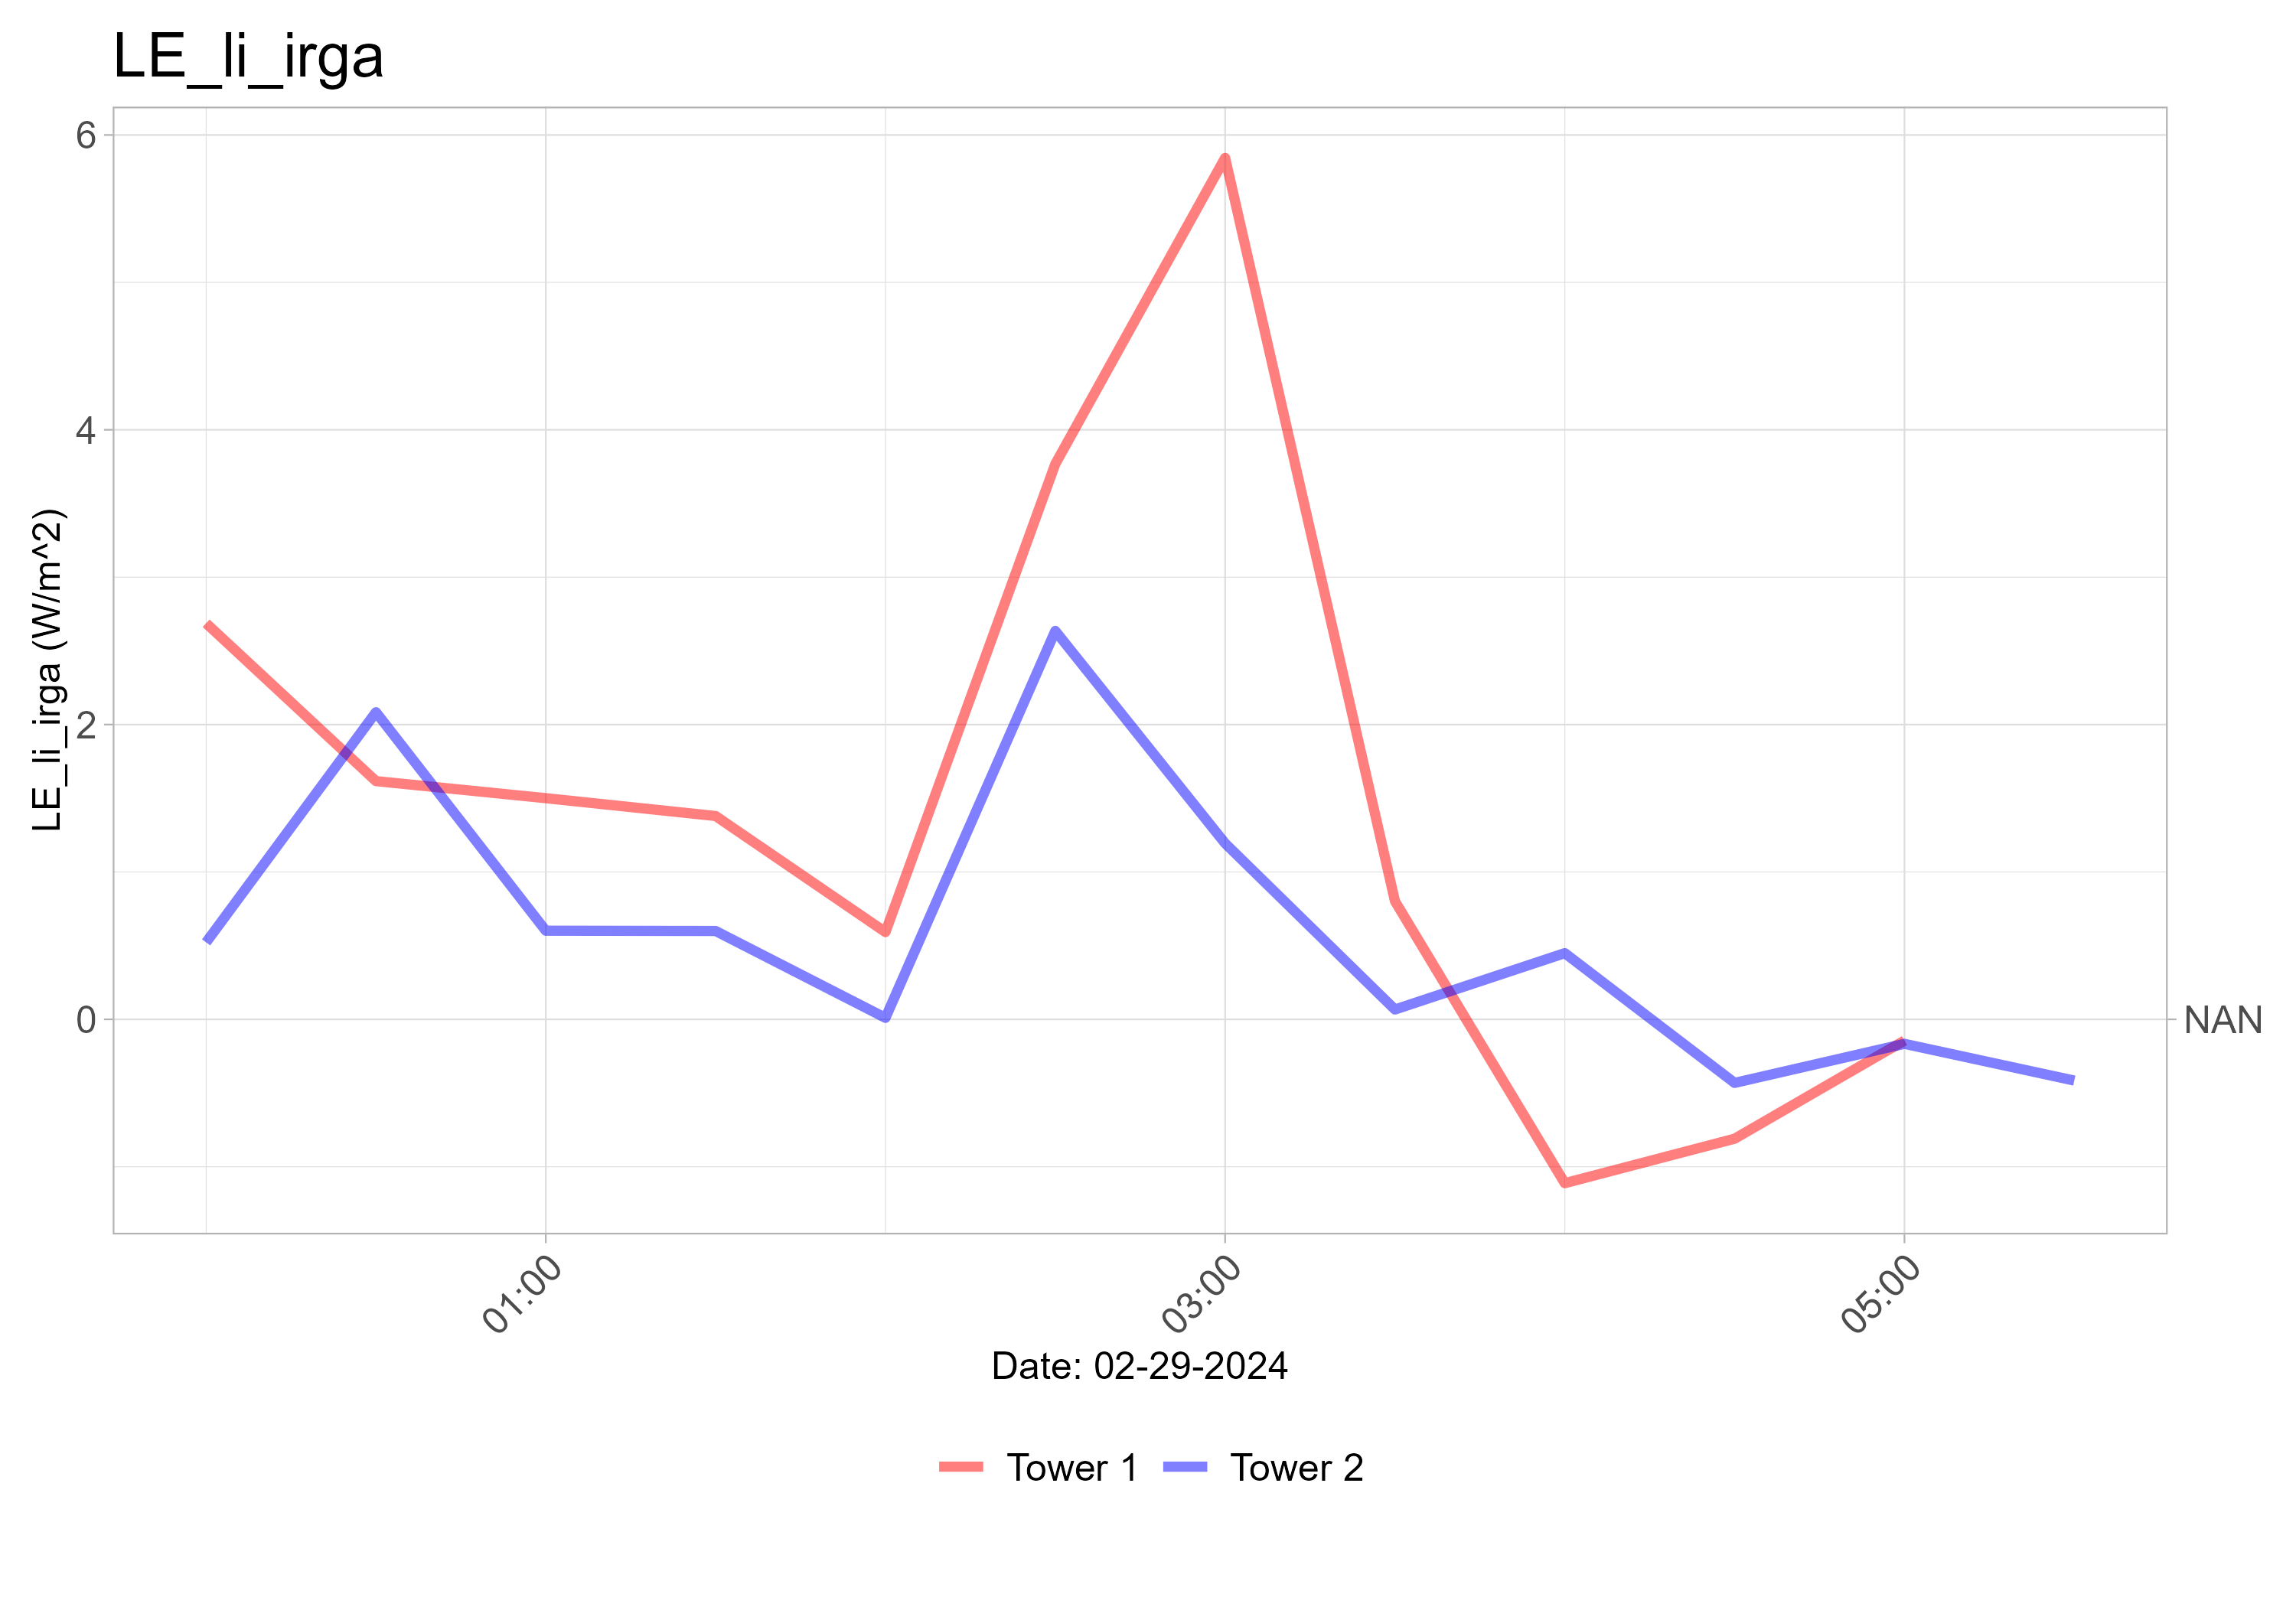 LE_li_irga
6
4
2
0
LE_li_irga (W/m^2)
NAN
01:00
03:00
05:00
Date: 02-29-2024
Tower 1
Tower 2